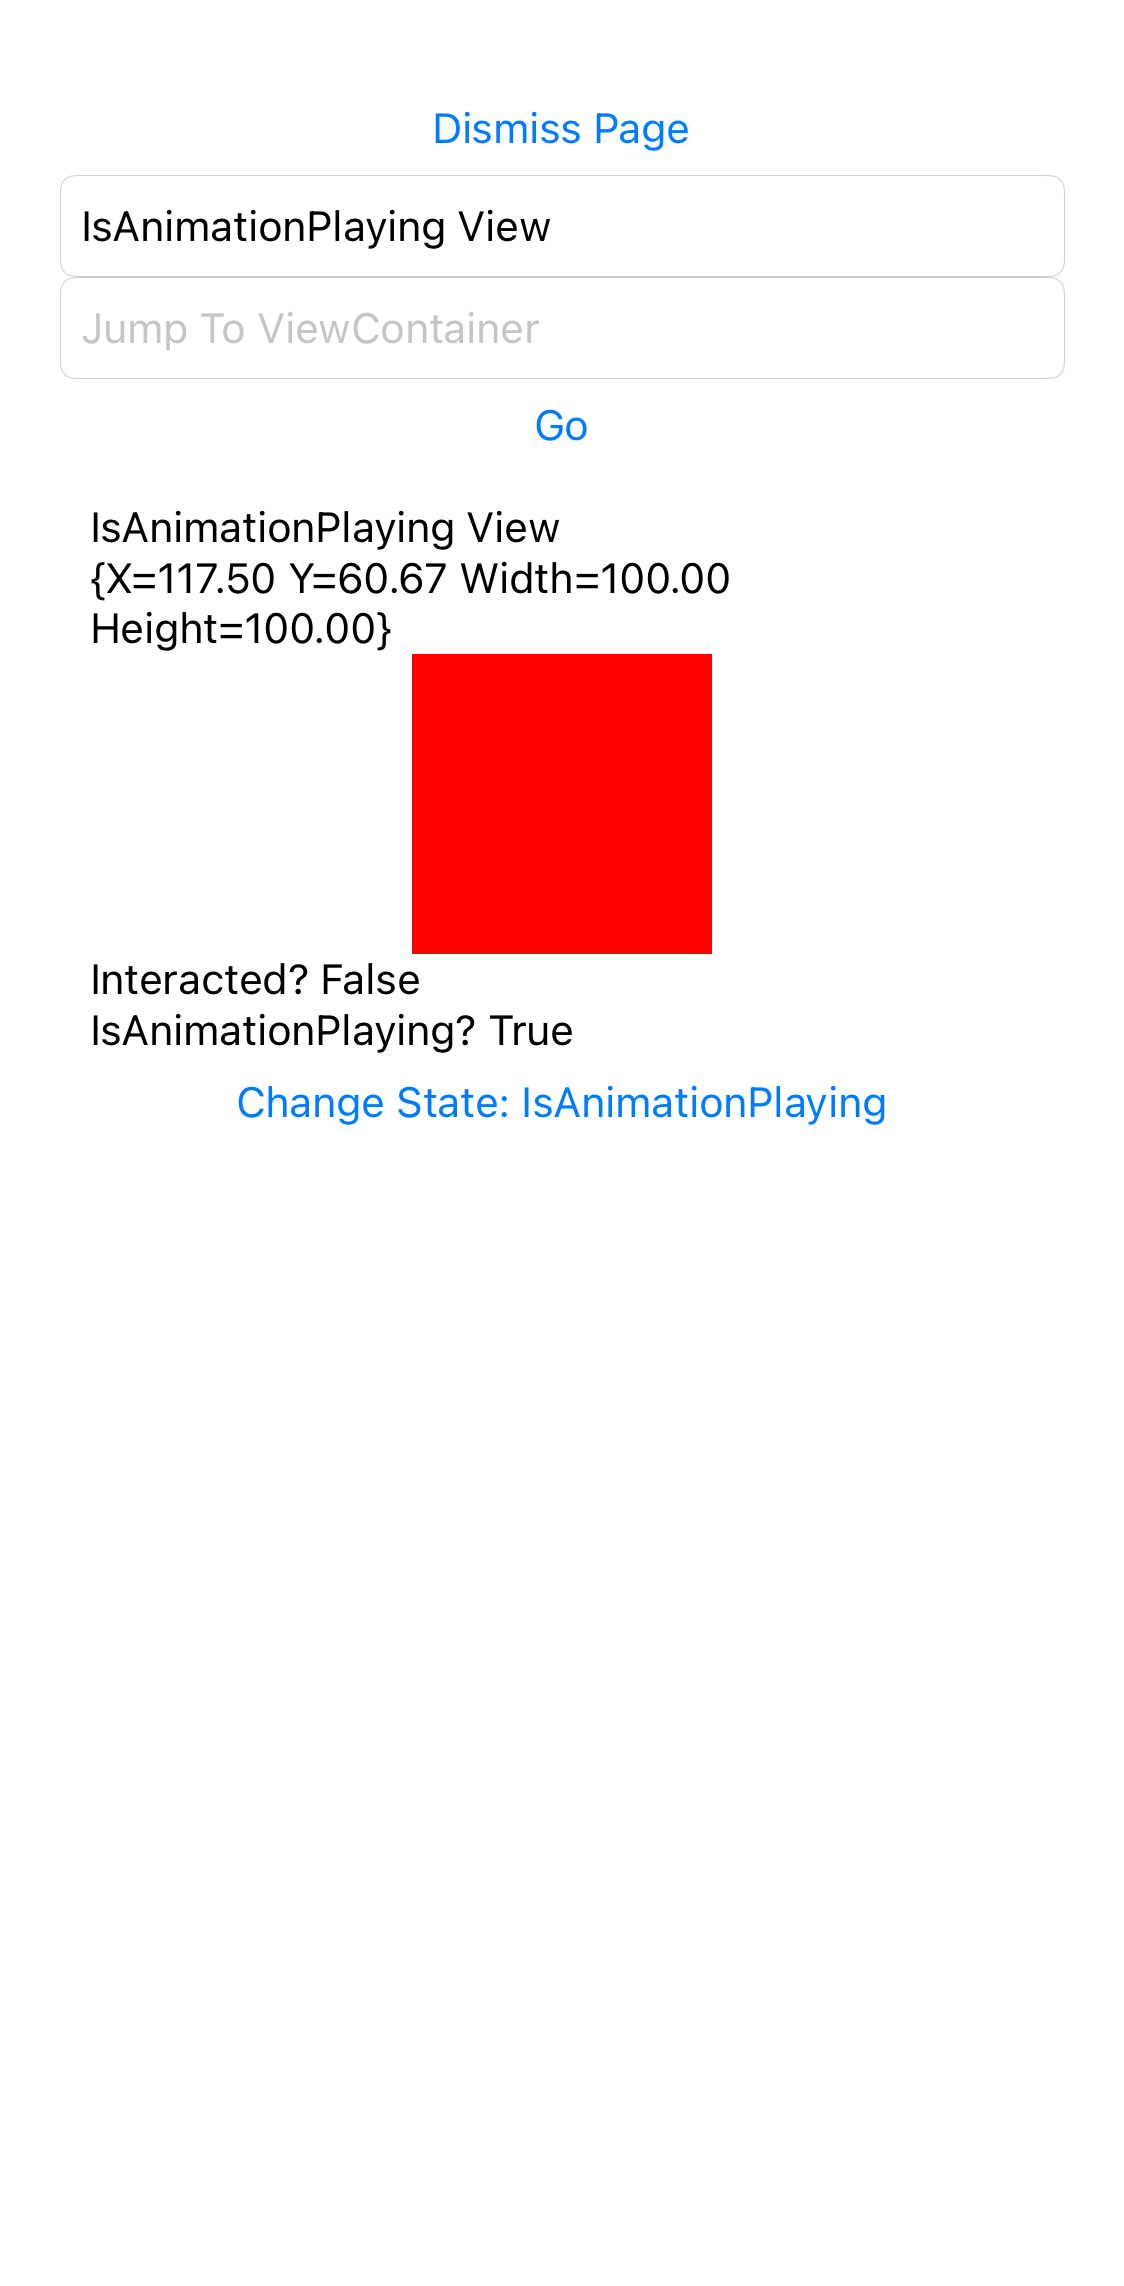 Dismiss Page
IsAnimationPlaying View
Jump To ViewContainer
Go
IsAnimationPlaying View
{X=117.50 Y=60.67 Width=100.00
Height=100.00}
Interacted? False
IsAnimationPlaying? True
Change State: IsAnimationPlaying